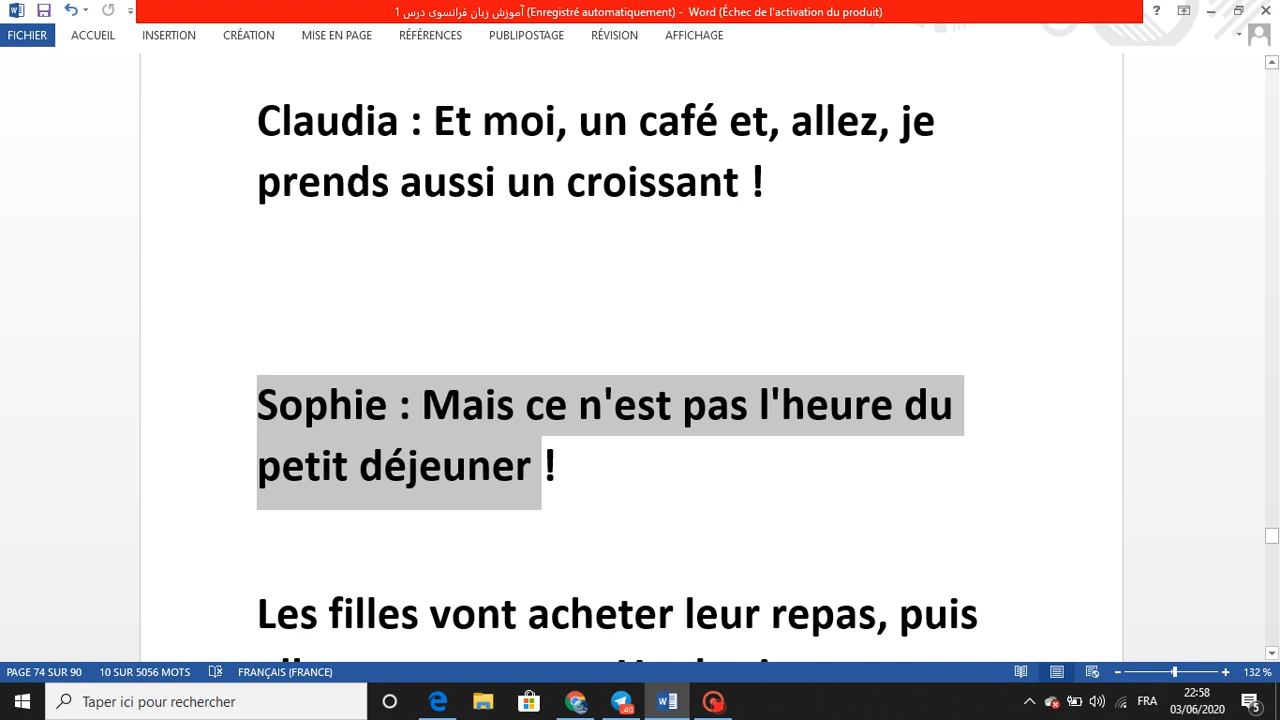 آموزش زبان فرانسوی درس 1 (Enregistré automatiquement) - Word (Échec de l'activation du produit)
FICHIER ACCUEIL INSERTION CRÉATION MISE EN PAGE RÉFÉRENCES PUBLIPOSTAGE RÉVISION AFFICHAGE
Claudia : Et moi, un café et, allez, je
prends aussi un croissant !
Sophie : Mais ce n'est pas l'heure du
petit déjeuner !
Les filles vont acheter leur repas, puis
PAGE 74 SUR 90 10 SUR 5056 MOTS FRANÇAIS (FRANCE) 132 %
Taper ici pour rechercher
40
FRA
22:58
03/06/2020
5